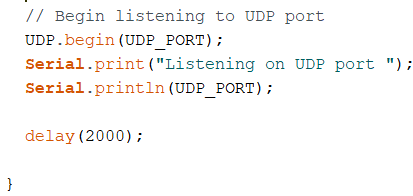 // Begin listening to UDP port
UDP.begin(UDP_PORT);
Serial.print("Listening on UDP port ");
Serial.println(UDP_PORT);
delay(2000);
}